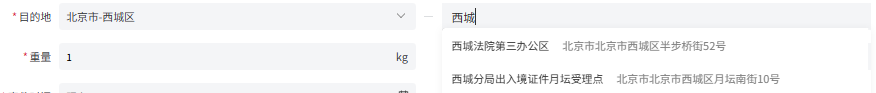 * 目的地 北京市-西城区 — 西城
西城法院第三办公区 北京市北京市西城区半步桥街52号
* 重量 1 kg
西城分局出入境证件月坛受理点 北京市北京市西城区月坛南街10号